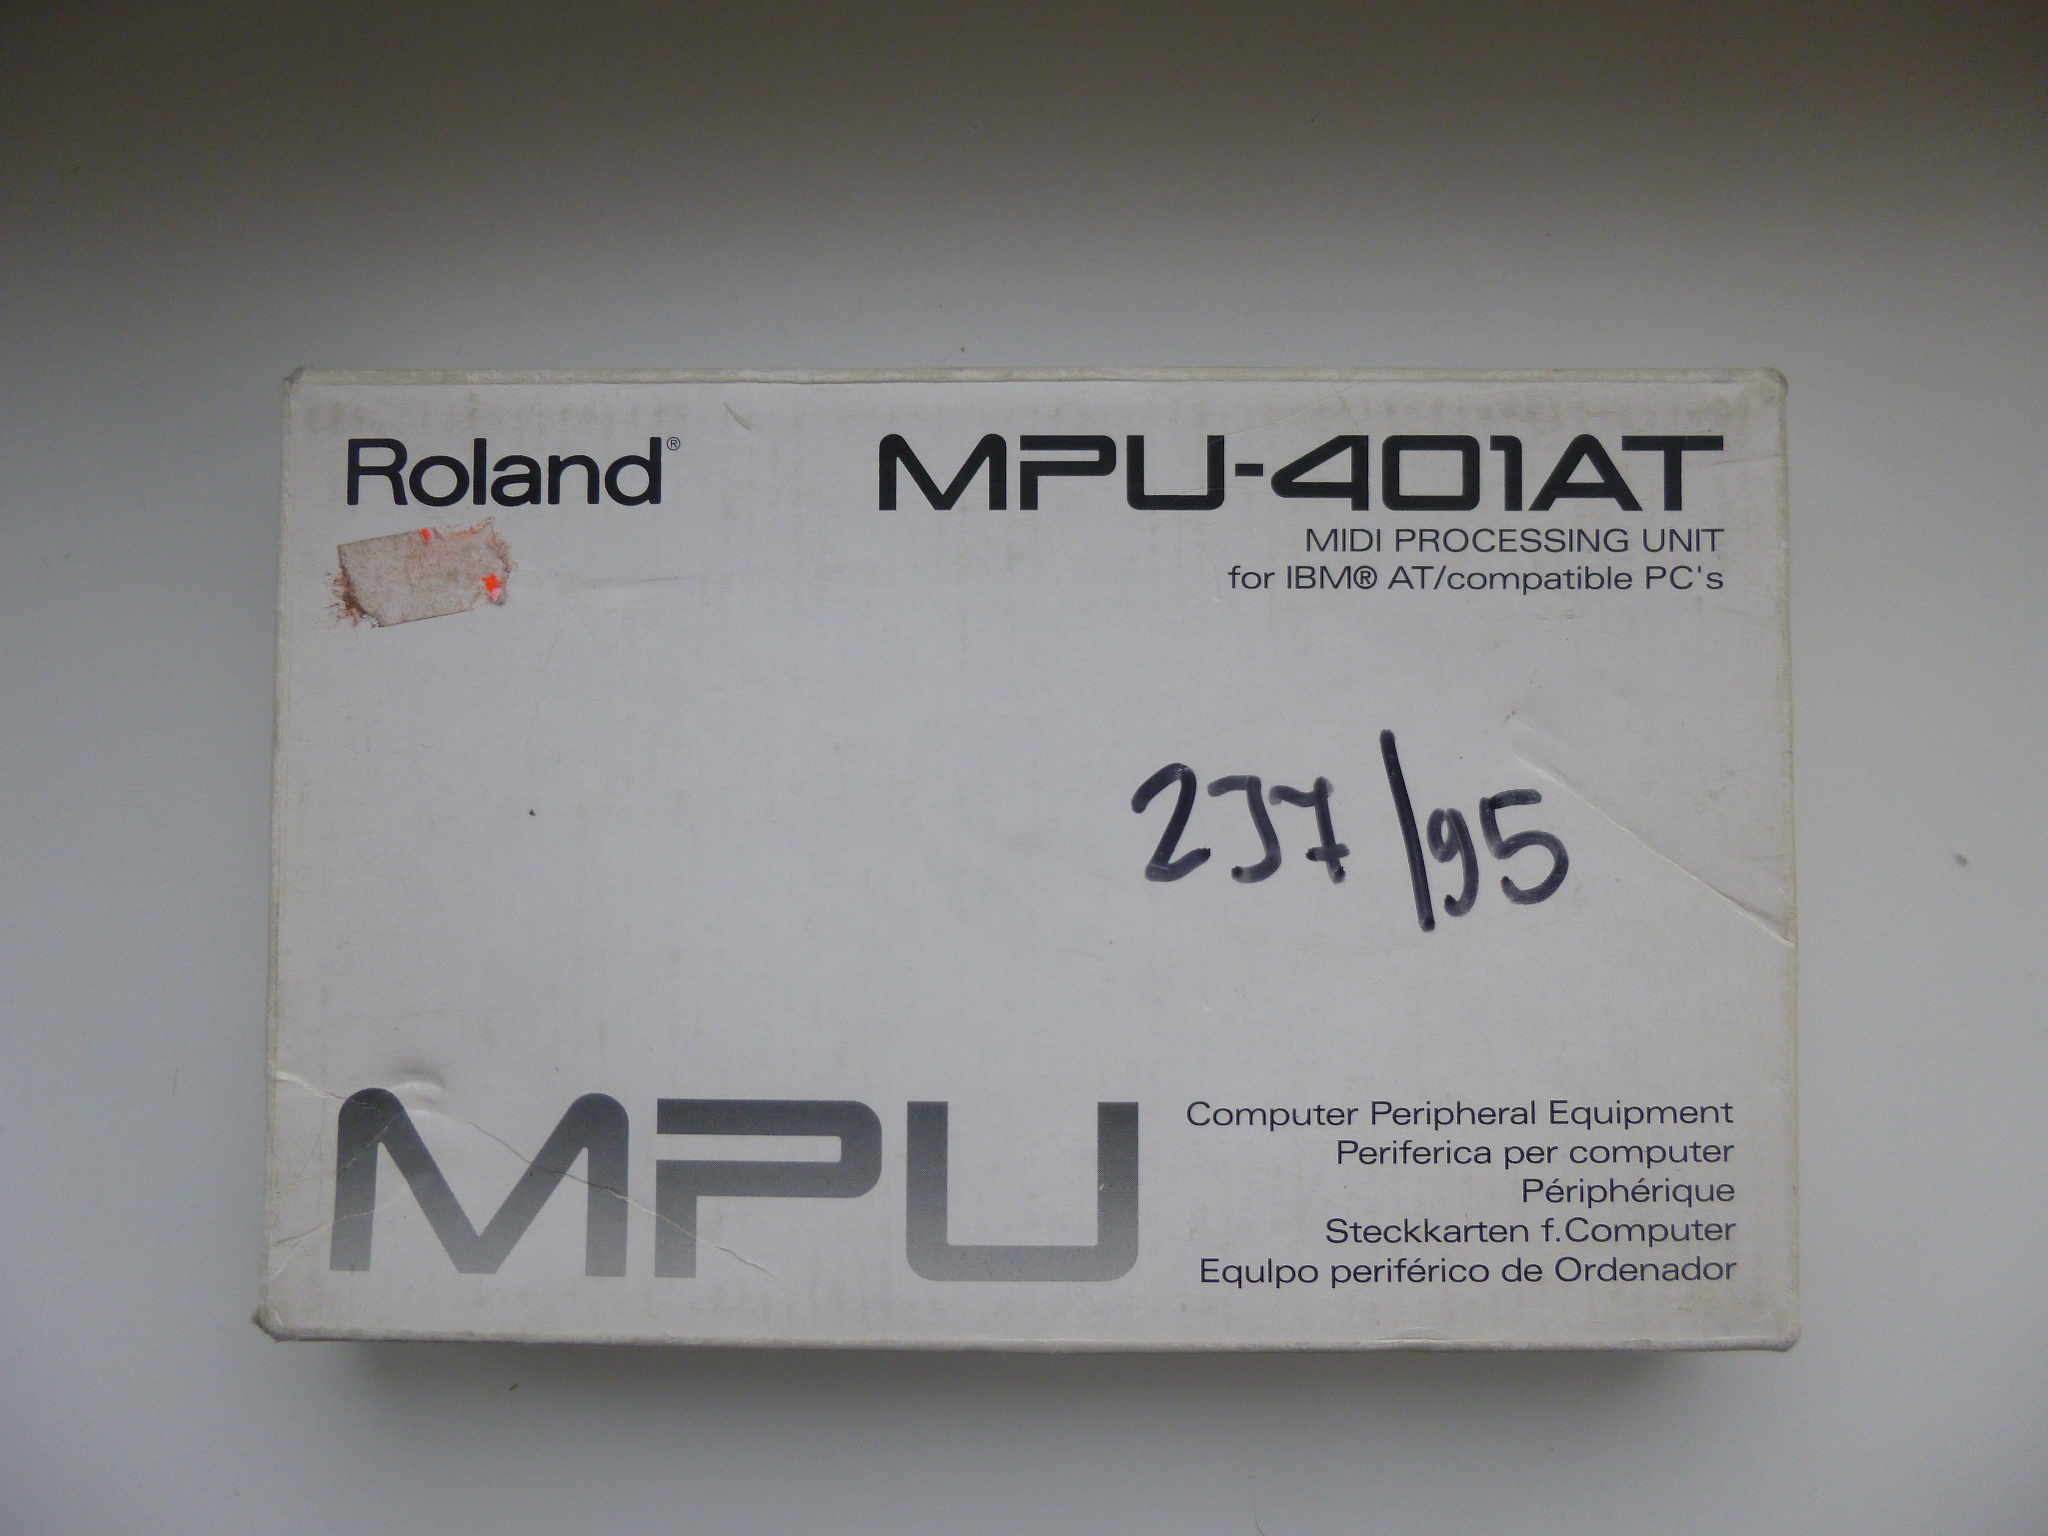 Roland®
MPU-401AT
MIDI PROCESSING UNIT
for IBM® AT/compatible PC's
237/95
MPU
Computer Peripheral Equipment
Periferica per computer
Périphérique
Steckkarten f.Computer
Equlpo periférico de Ordenador